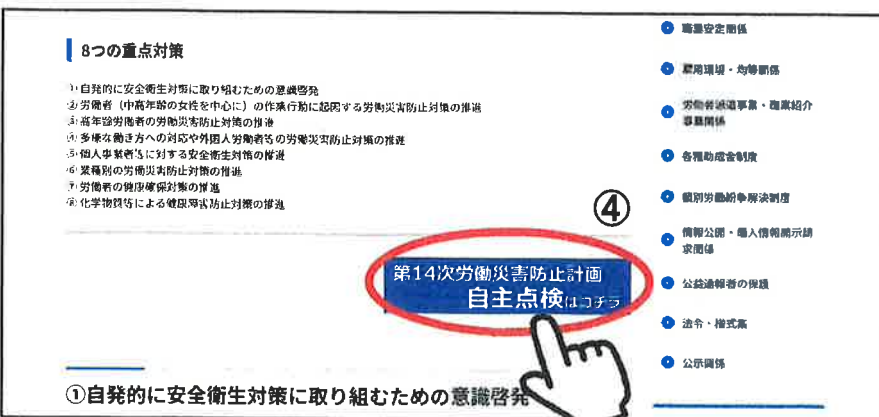 8つの重点対策
①自発的に安全衛生対策に取り組むための意識啓発
②労働者（中高年齢の女性を中心に）の作業行動に起因する労働災害防止対策の推進
③高年齢労働者の労働災害防止対策の推進
④多様な働き方への対応や外国人労働者等の労働災害防止対策の推進
⑤個人事業者等に対する安全衛生対策の推進
⑥業種別の労働災害防止対策の推進
⑦労働者の健康確保対策の推進
⑧化学物質等による健康障害防止対策の推進
④
第14次労働災害防止計画
自主点検はコチラ
①自発的に安全衛生対策に取り組むための意識啓発
職業安定関係
雇用環境・均等関係
労働者派遣事業・職業紹介
事業関係
各種助成金制度
個別労働紛争解決制度
情報公開・個人情報開示請
求関係
公益通報者の保護
法令・様式集
公示関係